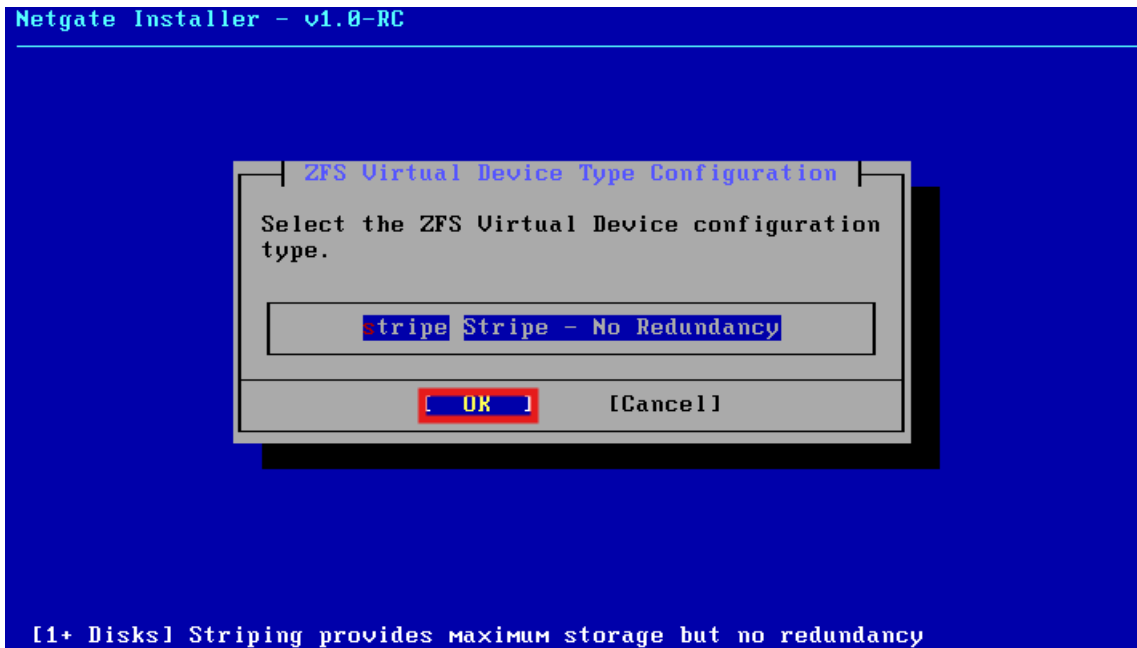 Netgate Installer - v1.0-RC
ZFS Virtual Device Type Configuration
Select the ZFS Virtual Device configuration
type.
stripe Stripe - No Redundancy
[  OK  ]    [Cancel]
[1+ Disks] Striping provides maximum storage but no redundancy